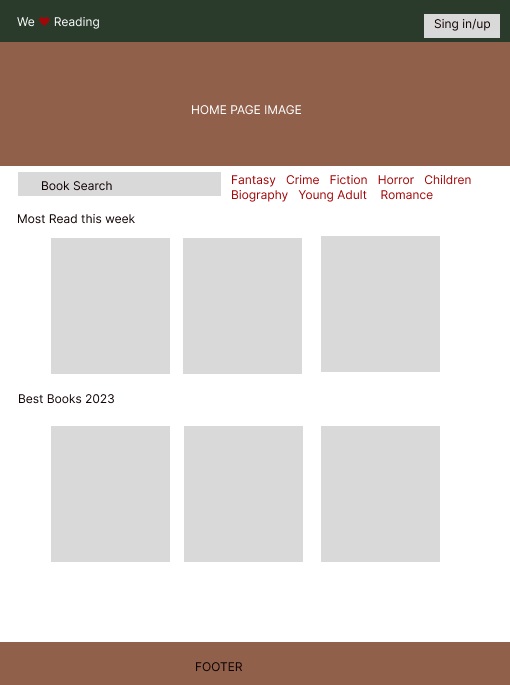 We ❤ Reading
Sing in/up
HOME PAGE IMAGE
Book Search
Fantasy Crime Fiction Horror Children
Biography Young Adult Romance
Most Read this week
Best Books 2023
FOOTER